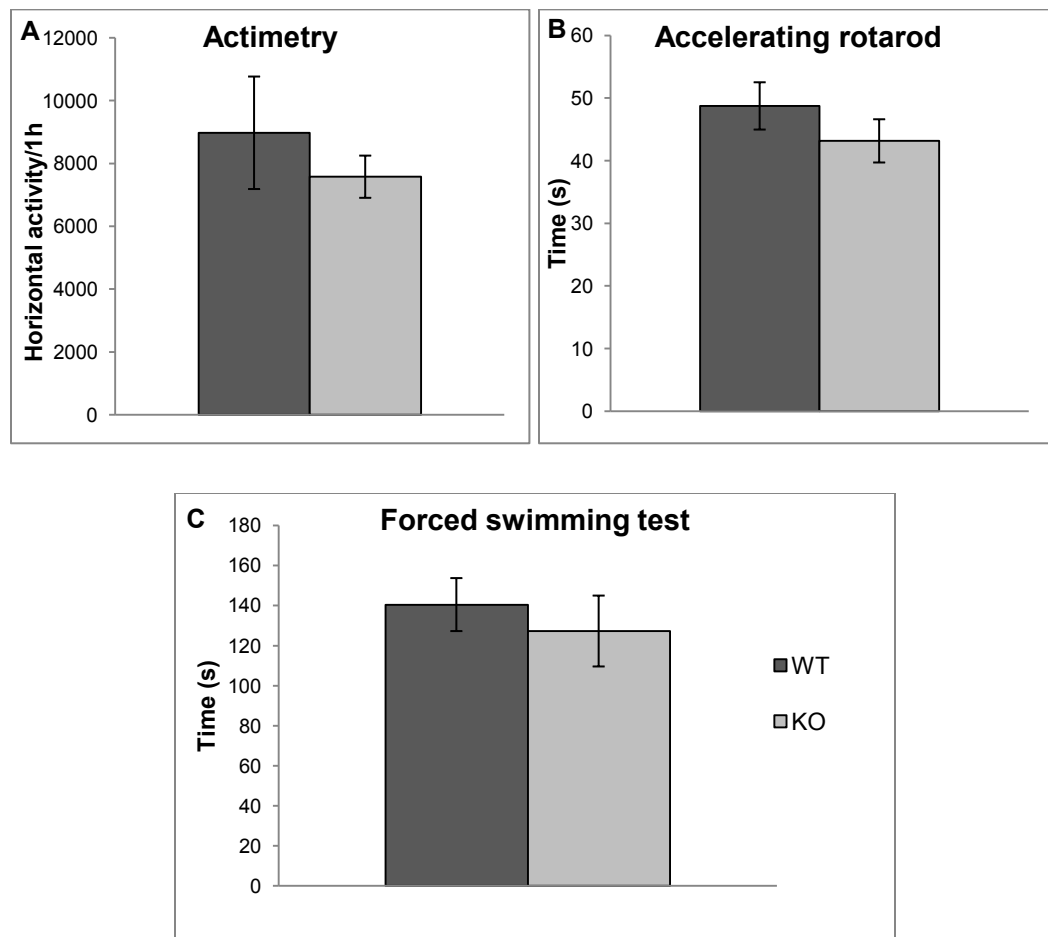 A
Actimetry
Horizontal activity/1h
12000
10000
8000
6000
4000
2000
0
B
Accelerating rotarod
Time (s)
60
50
40
30
20
10
0
C
Forced swimming test
Time (s)
180
160
140
120
100
80
60
40
20
0
WT
KO